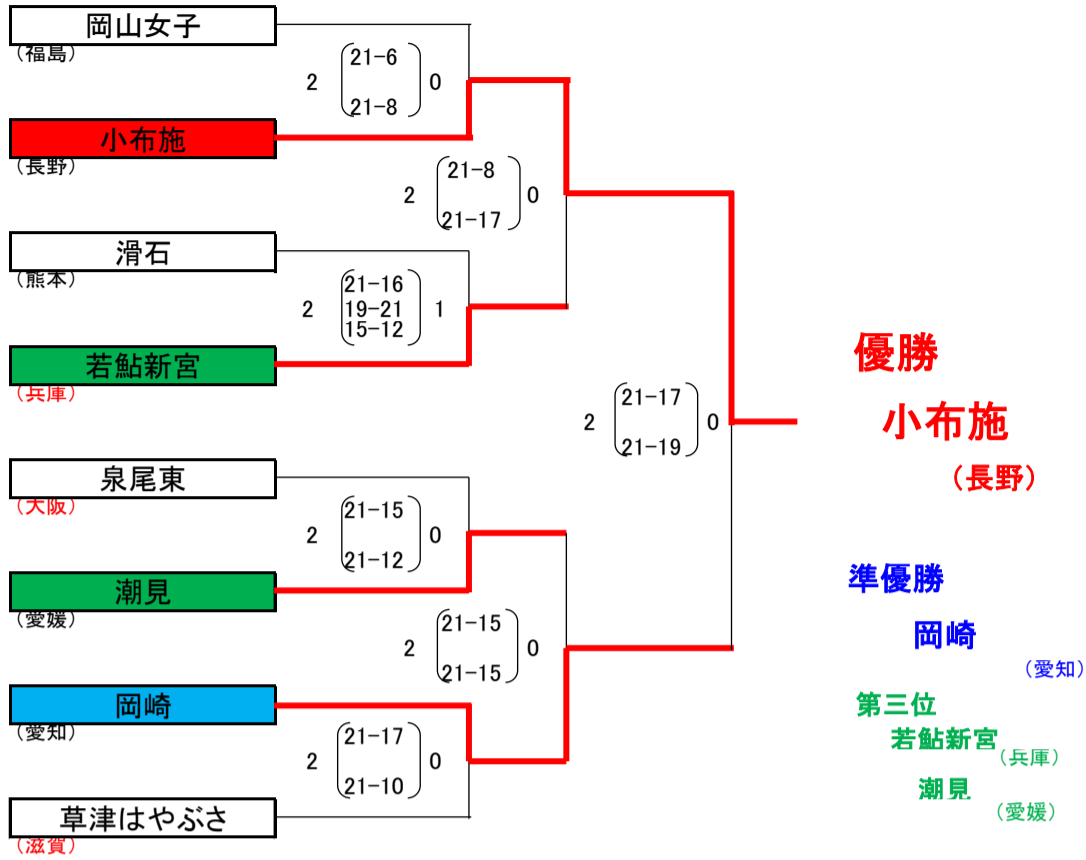 岡山女子
(福島)
2 21-6 0
21-8
小布施
(長野)
2 21-8 0
21-17
滑石
(熊本)
2 21-16 1
19-21
15-12
若鮎新宮
(兵庫)
優勝
小布施
(長野)
2 21-17 0
21-19
泉尾東
(大阪)
2 21-15 0
21-12
潮見
(愛媛)
2 21-15 0
21-15
岡崎
(愛知)
2 21-17 0
21-10
草津はやぶさ
(滋賀)
準優勝
岡崎
(愛知)
第三位
若鮎新宮(兵庫)
潮見
(愛媛)